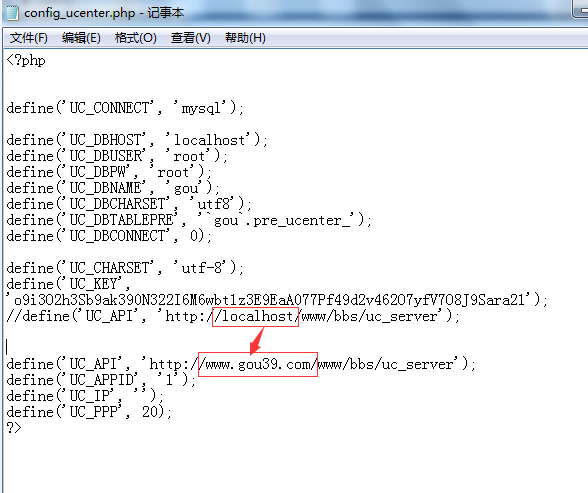 config_ucenter.php - 记事本
文件(F) 编辑(E) 格式(O) 查看(V) 帮助(H)
<?php
define('UC_CONNECT', 'mysql');
define('UC_DBHOST', 'localhost');
define('UC_DBUSER', 'root');
define('UC_DBPW', 'root');
define('UC_DBNAME', 'gou');
define('UC_DBCHARSET', 'utf8');
define('UC_DBTABLEPRE', '`gou`.pre_ucenter_');
define('UC_DBCONNECT', 0);
define('UC_CHARSET', 'utf-8');
define('UC_KEY',
'o9i3O2h3Sb9ak390N322I6M6wbt1z3E9EaA077Pf49d2v462O7yfV7O8J9Sara21');
//define('UC_API', 'http://localhost/www/bbs/uc_server');
define('UC_API', 'http://www.gou39.com/www/bbs/uc_server');
define('UC_APPID', '1');
define('UC_IP', '');
define('UC_PPP', 20);
?>